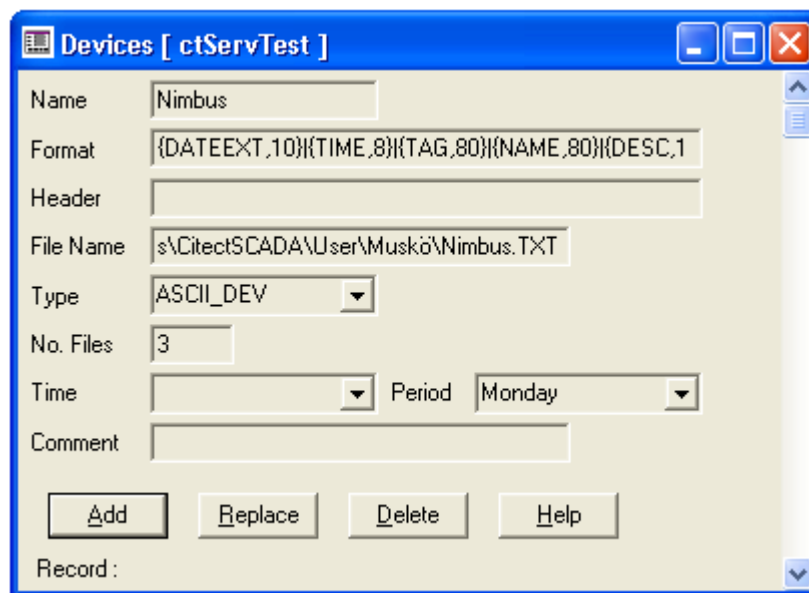 Devices [ ctServTest ]
Name Nimbus
Format {DATEEXT,10}|{TIME,8}|{TAG,80}|{NAME,80}|{DESC,1
Header
File Name s\CitectSCADA\User\Muskö\Nimbus.TXT
Type ASCII_DEV
No. Files 3
Time Period Monday
Comment
Add Replace Delete Help
Record :